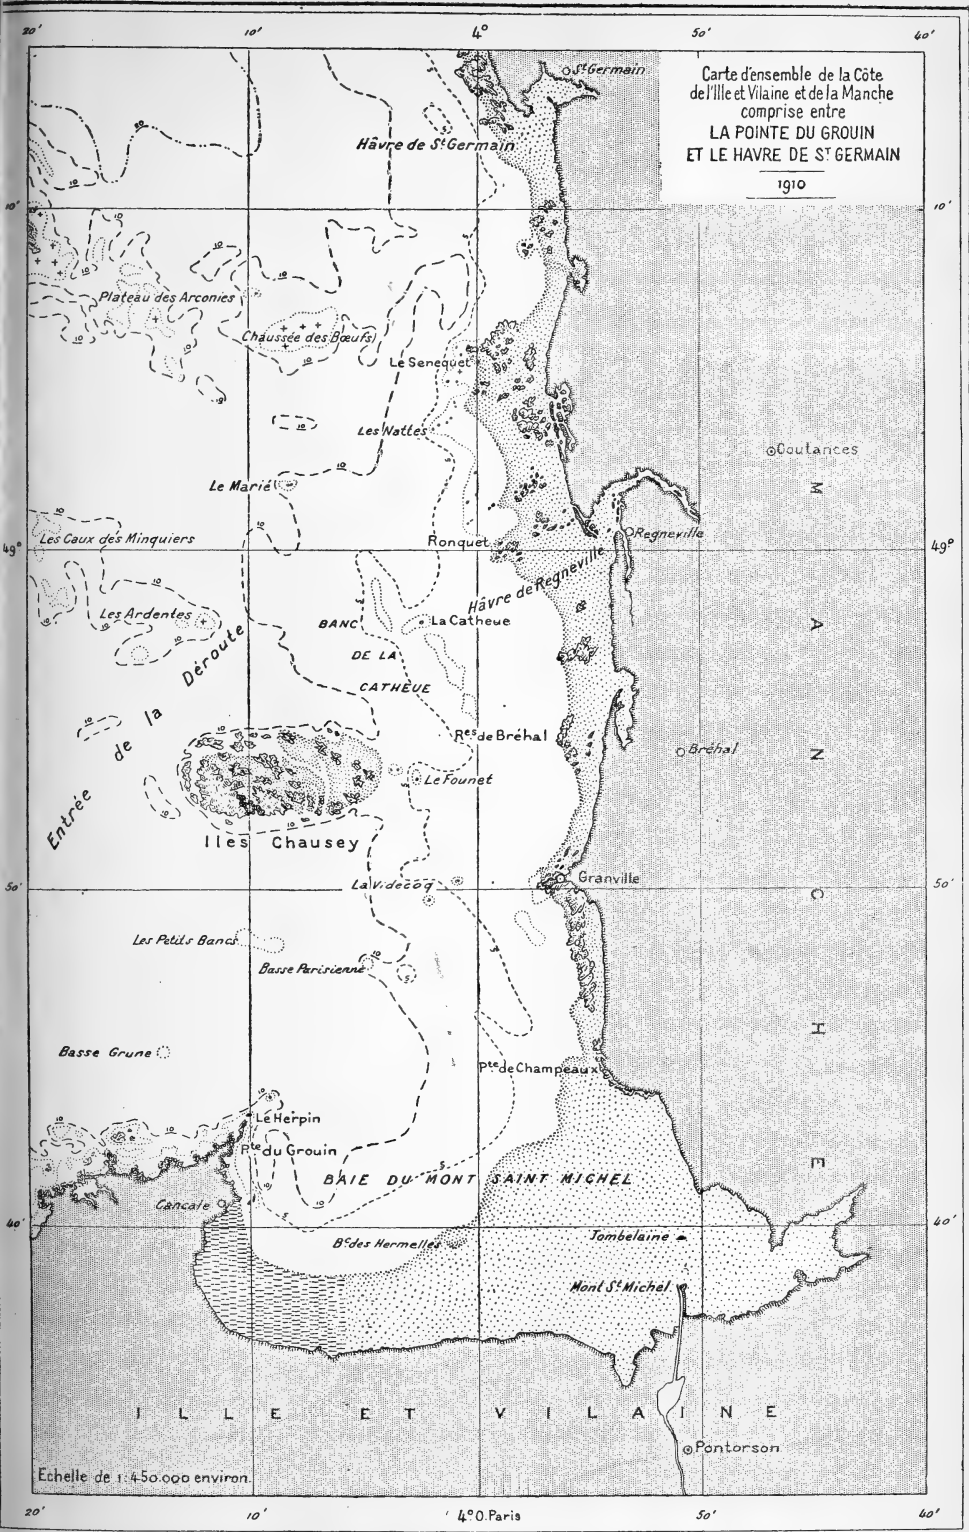 20' 10' 4° 50' 40'
Carte d'ensemble de la Côte
de l'Ille et Vilaine et de la Manche
comprise entre
LA POINTE DU GROUIN
ET LE HAVRE DE ST GERMAIN
1910
St Germain
Hâvre de St Germain
10' 10'
Plateau des Arconies
Chaussée des Bœufs
Le Senequet
Les Nattes
Coutances
Le Marié
Les Caux des Minquiers
Ronquet
Regneville
49° 49°
Hâvre de Regneville
Les Ardentes
BANC
DE LA
CATHEUE
La Catheue
Entrée de la Déroute
Res de Bréhal
Bréhal
Le Founet
Iles Chausey
Granville
50' La Videcoq 50'
Les Petits Bancs
Basse Parisienne
Basse Grune
Pte de Champeaux
Le Herpin
Pte du Grouin
BAIE DU MONT SAINT MICHEL
Cancale
40' 40'
Bc des Hermelles
Tombelaine
Mont St Michel
MANCHE
ILLE ET VILAINE
Pontorson
Echelle de 1:450.000 environ.
20' 10' 4° O. Paris 50' 40'